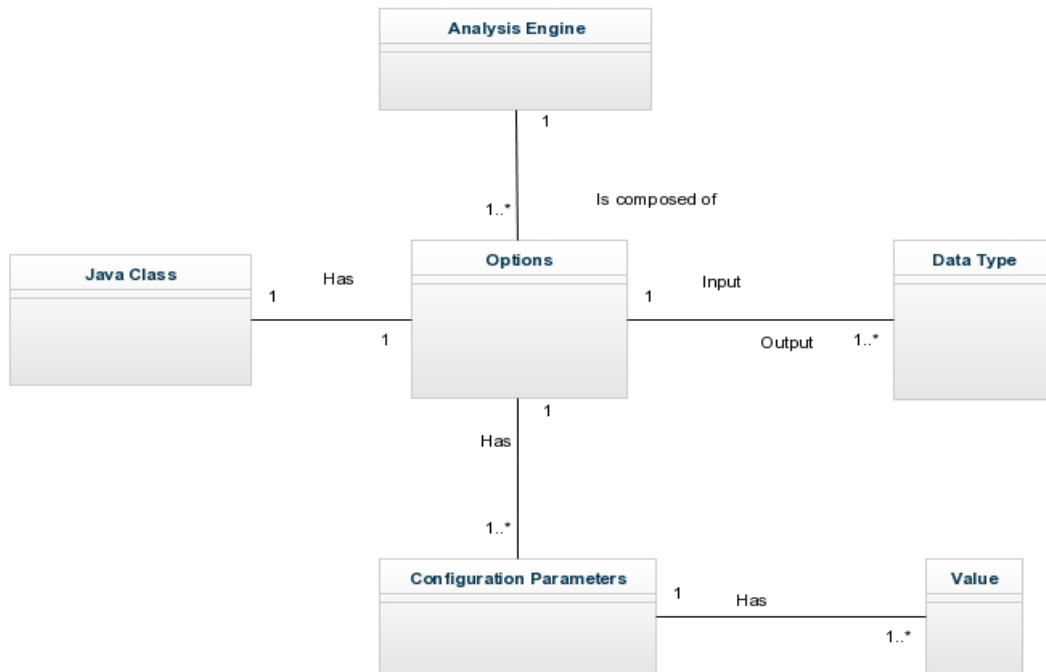 Analysis Engine
1
1..*
Is composed of
Java Class
Has
1
1
Options
1
Input
Output
1..*
Data Type
1
Has
1..*
Configuration Parameters
1
Has
1..*
Value